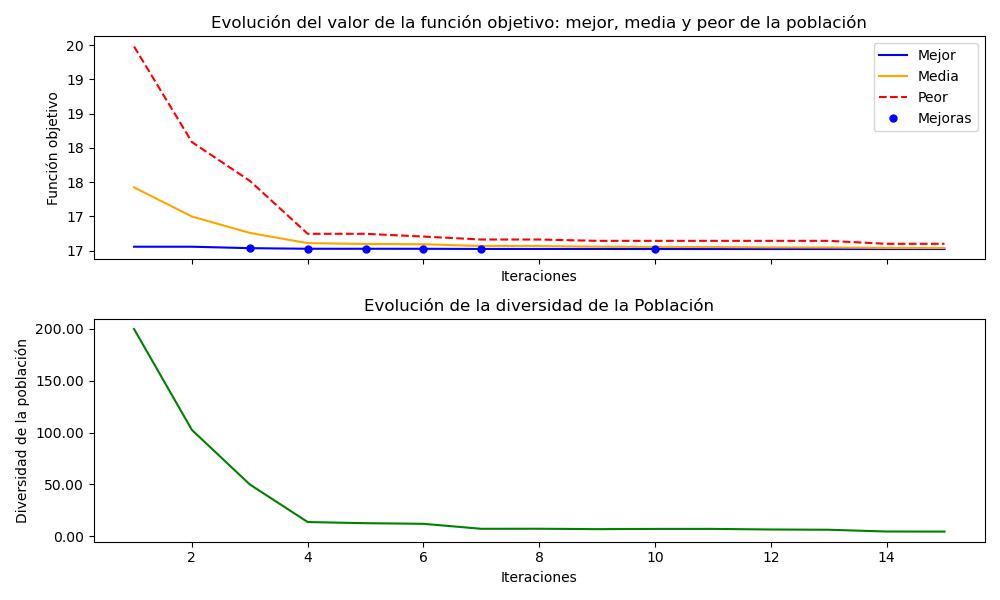 Evolución del valor de la función objetivo: mejor, media y peor de la población
20
19
19
18
18
17
17
Función objetivo
Mejor
Media
Peor
Mejoras
Iteraciones
Evolución de la diversidad de la Población
200.00
150.00
100.00
50.00
0.00
Diversidad de la población
2 4 6 8 10 12 14
Iteraciones